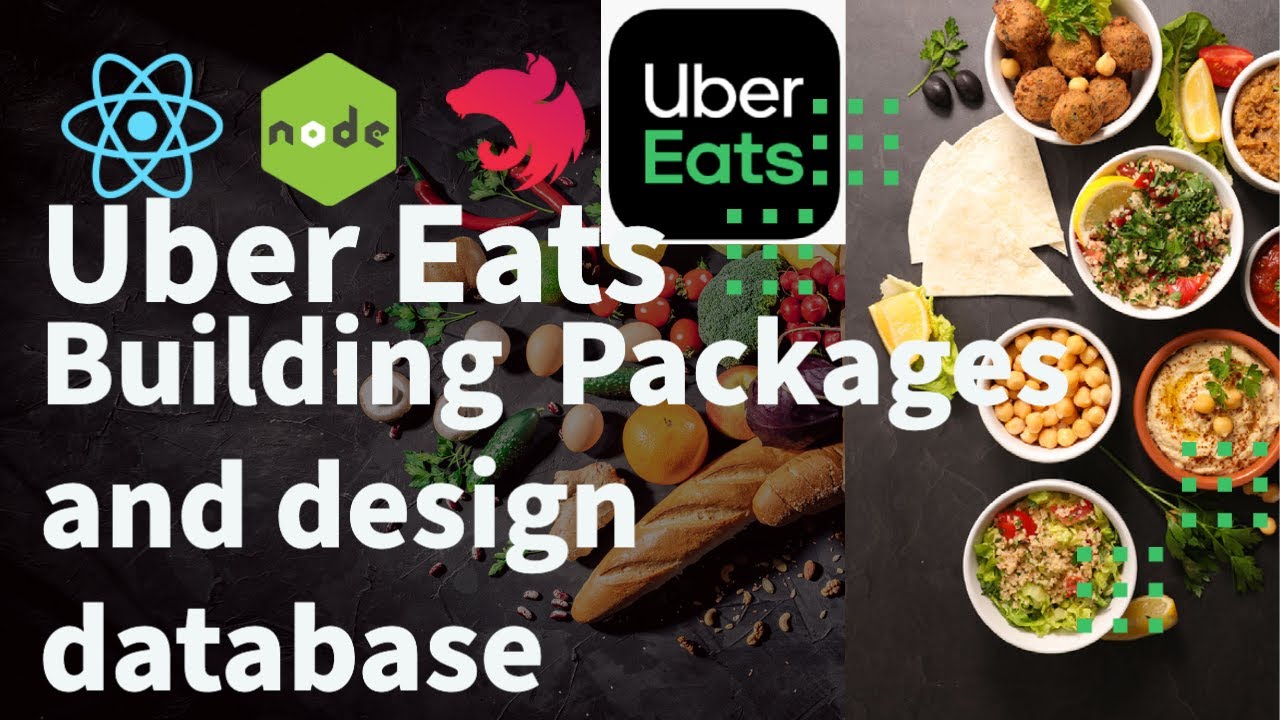 node
Uber
Eats
Uber Eats
Building Packages
and design
database